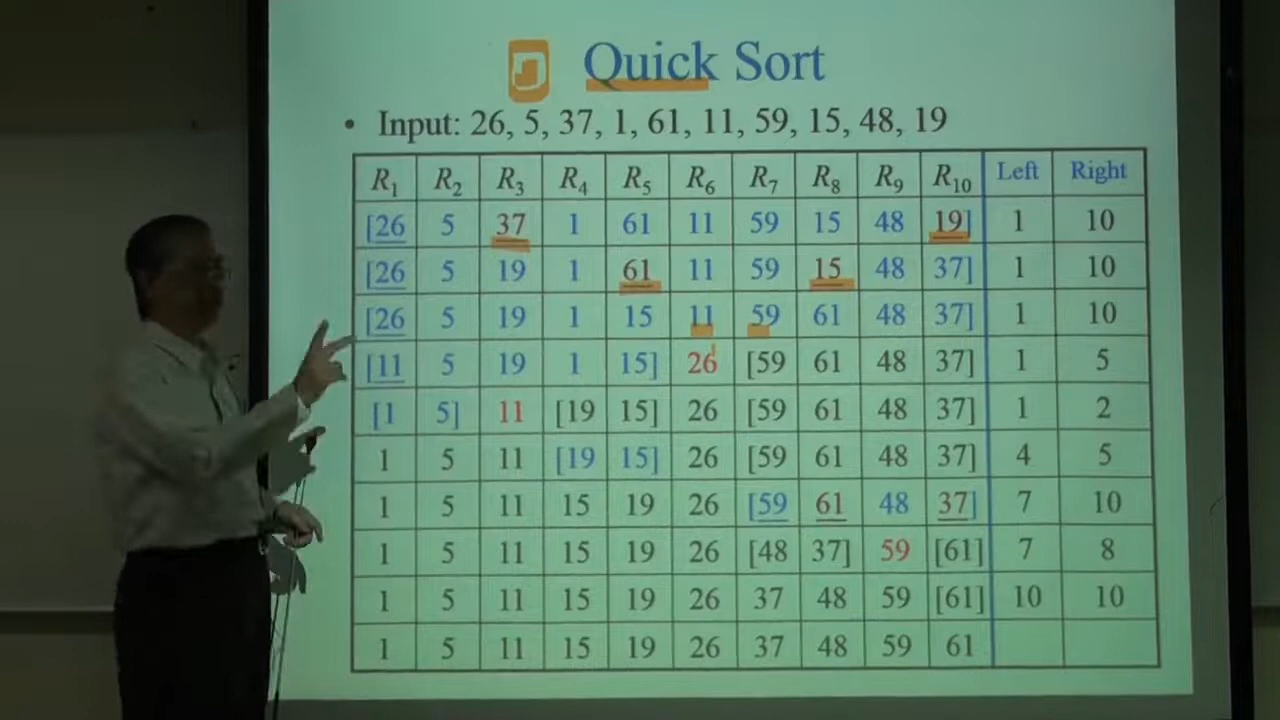 Quick Sort
• Input: 26, 5, 37, 1, 61, 11, 59, 15, 48, 19
R1 R2 R3 R4 R5 R6 R7 R8 R9 R10 Left Right
[26 5 37 1 61 11 59 15 48 19] 1 10
[26 5 19 1 61 11 59 15 48 37] 1 10
[26 5 19 1 15 11 59 61 48 37] 1 10
[11 5 19 1 15] 26 [59 61 48 37] 1 5
[1 5] 11 [19 15] 26 [59 61 48 37] 1 2
1 5 11 [19 15] 26 [59 61 48 37] 4 5
1 5 11 15 19 26 [59 61 48 37] 7 10
1 5 11 15 19 26 [48 37] 59 [61] 7 8
1 5 11 15 19 26 37 48 59 [61] 10 10
1 5 11 15 19 26 37 48 59 61